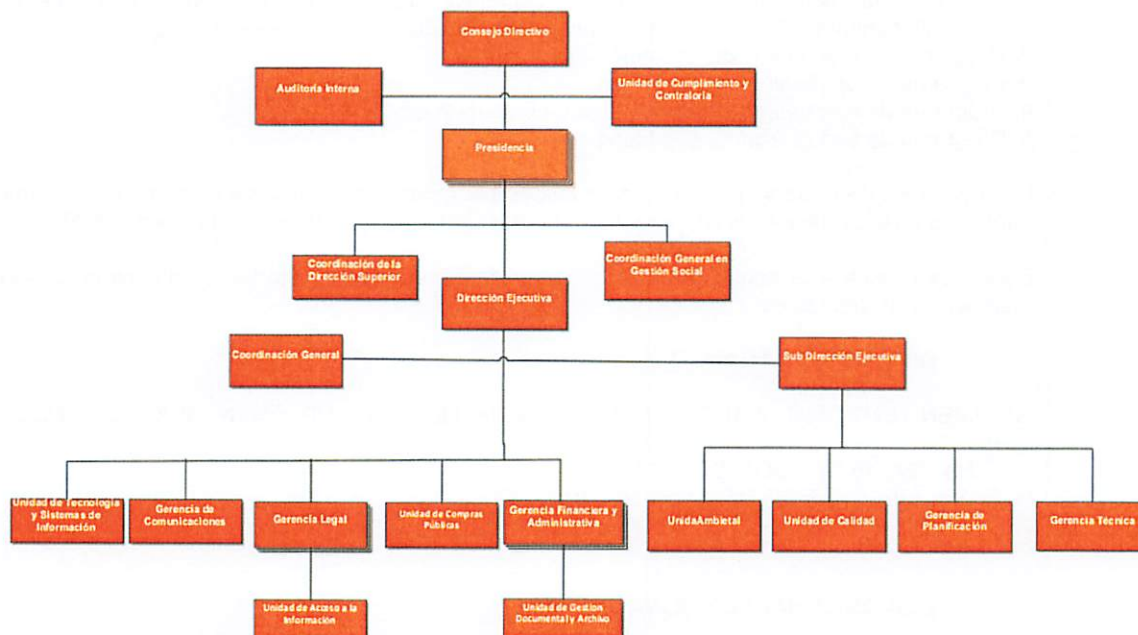 Consejo Directivo
Auditoría Interna
Unidad de Cumplimiento y
Contraloría
Presidencia
Coordinación de la
Dirección Superior
Coordinación General en
Gestión Social
Dirección Ejecutiva
Coordinación General
Sub Dirección Ejecutiva
Unidad de Tecnología
y Sistemas de
Información
Gerencia de
Comunicaciones
Gerencia Legal
Unidad de Compras
Públicas
Gerencia Financiera y
Administrativa
UnidaAmbietal
Unidad de Calidad
Gerencia de
Planificación
Gerencia Técnica
Unidad de Acceso a la
Información
Unidad de Gestion
Documental y Archivo